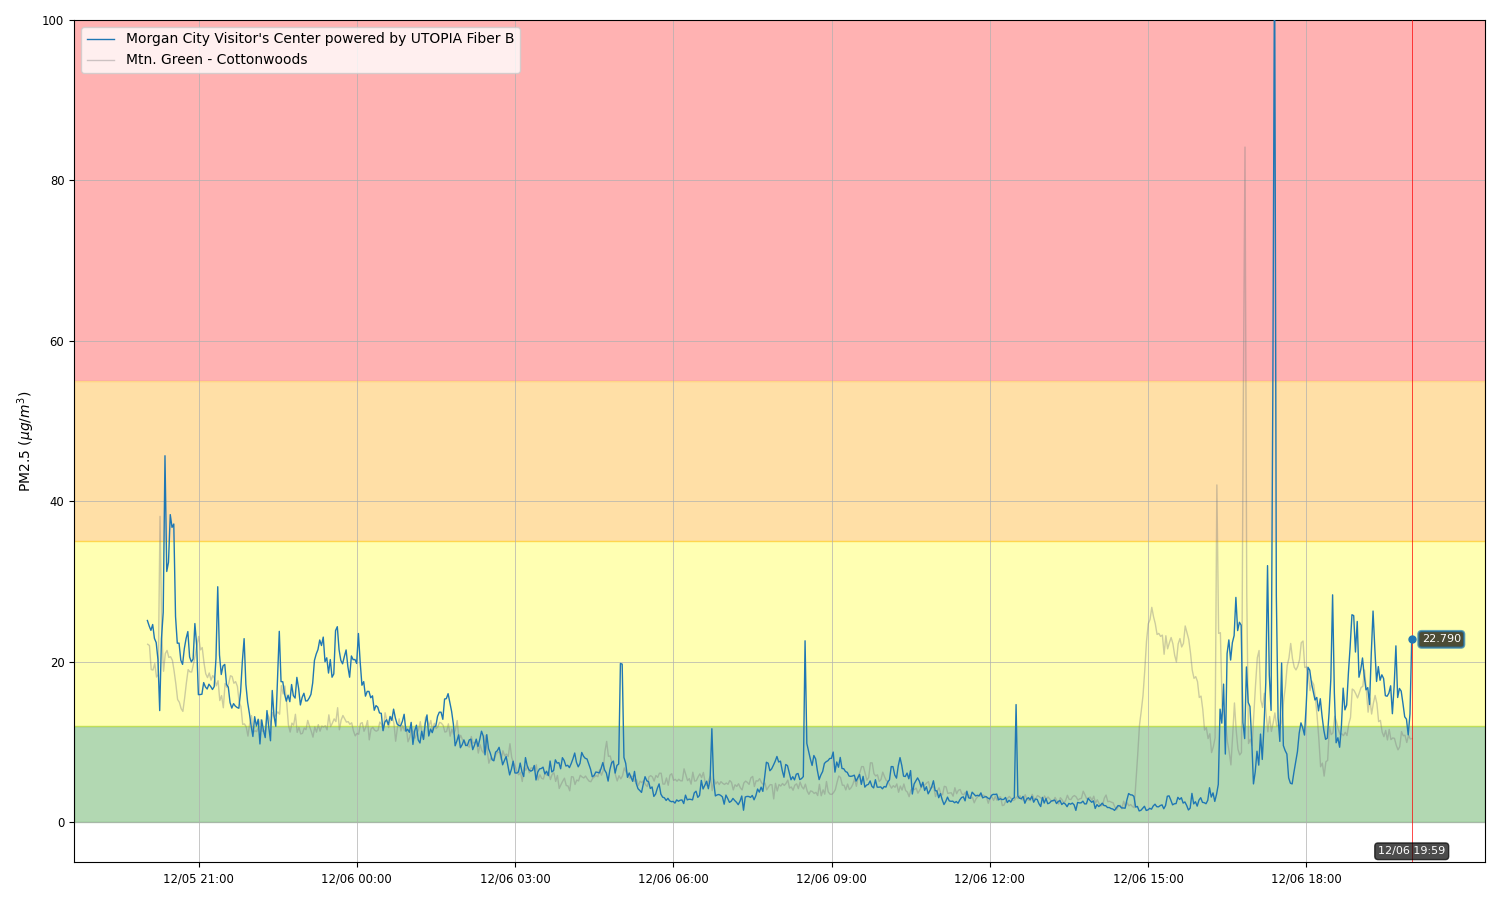 100
Morgan City Visitor's Center powered by UTOPIA Fiber B
Mtn. Green - Cottonwoods
80
60
40
20
0
PM2.5 (μg/m³)
22.790
12/06 19:59
12/05 21:00 12/06 00:00 12/06 03:00 12/06 06:00 12/06 09:00 12/06 12:00 12/06 15:00 12/06 18:00